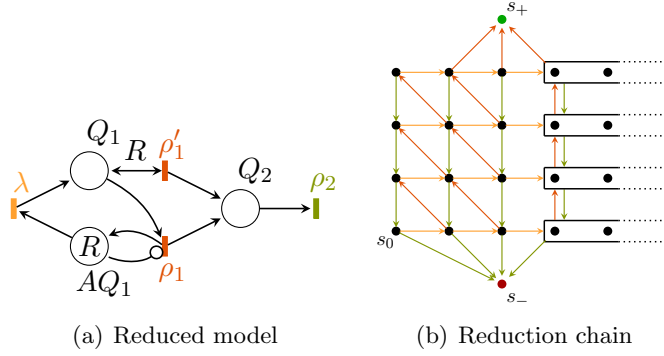 s₊
Q₁
R
ρ′₁
λ
Q₂
ρ₂
R
ρ₁
AQ₁
s₀
s₋
(a) Reduced model
(b) Reduction chain